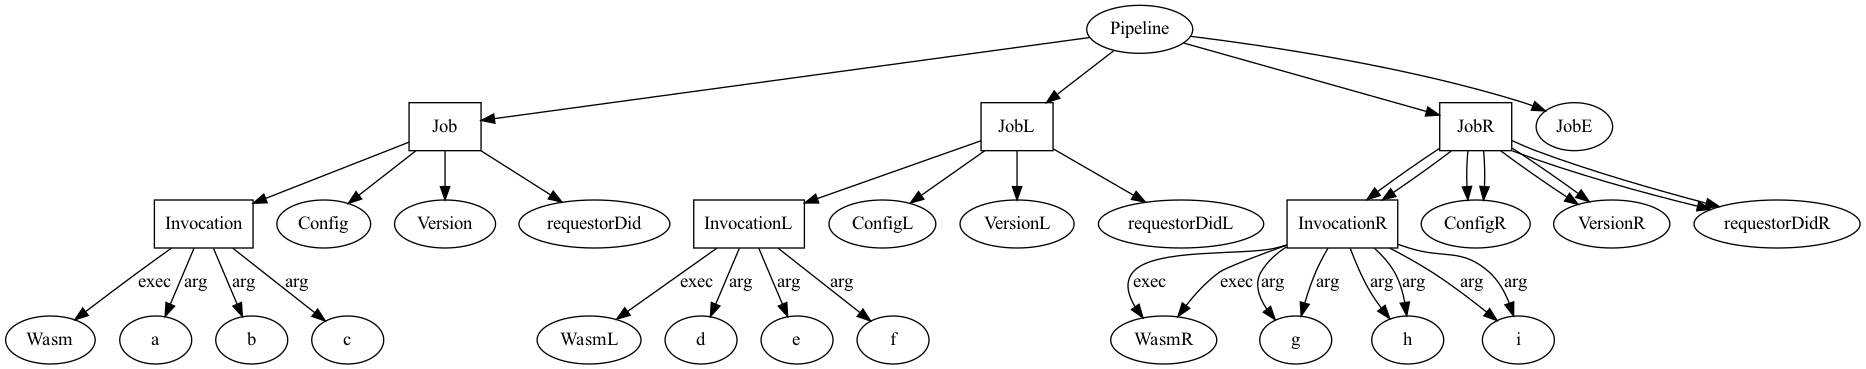 Pipeline
Job
JobL
JobR
JobE
Invocation
Config
Version
requestorDid
InvocationL
ConfigL
VersionL
requestorDidL
InvocationR
ConfigR
VersionR
requestorDidR
exec
arg
arg
arg
exec
arg
arg
arg
exec
exec
arg
arg
arg
arg
arg
arg
Wasm
a
b
c
WasmL
d
e
f
WasmR
g
h
i